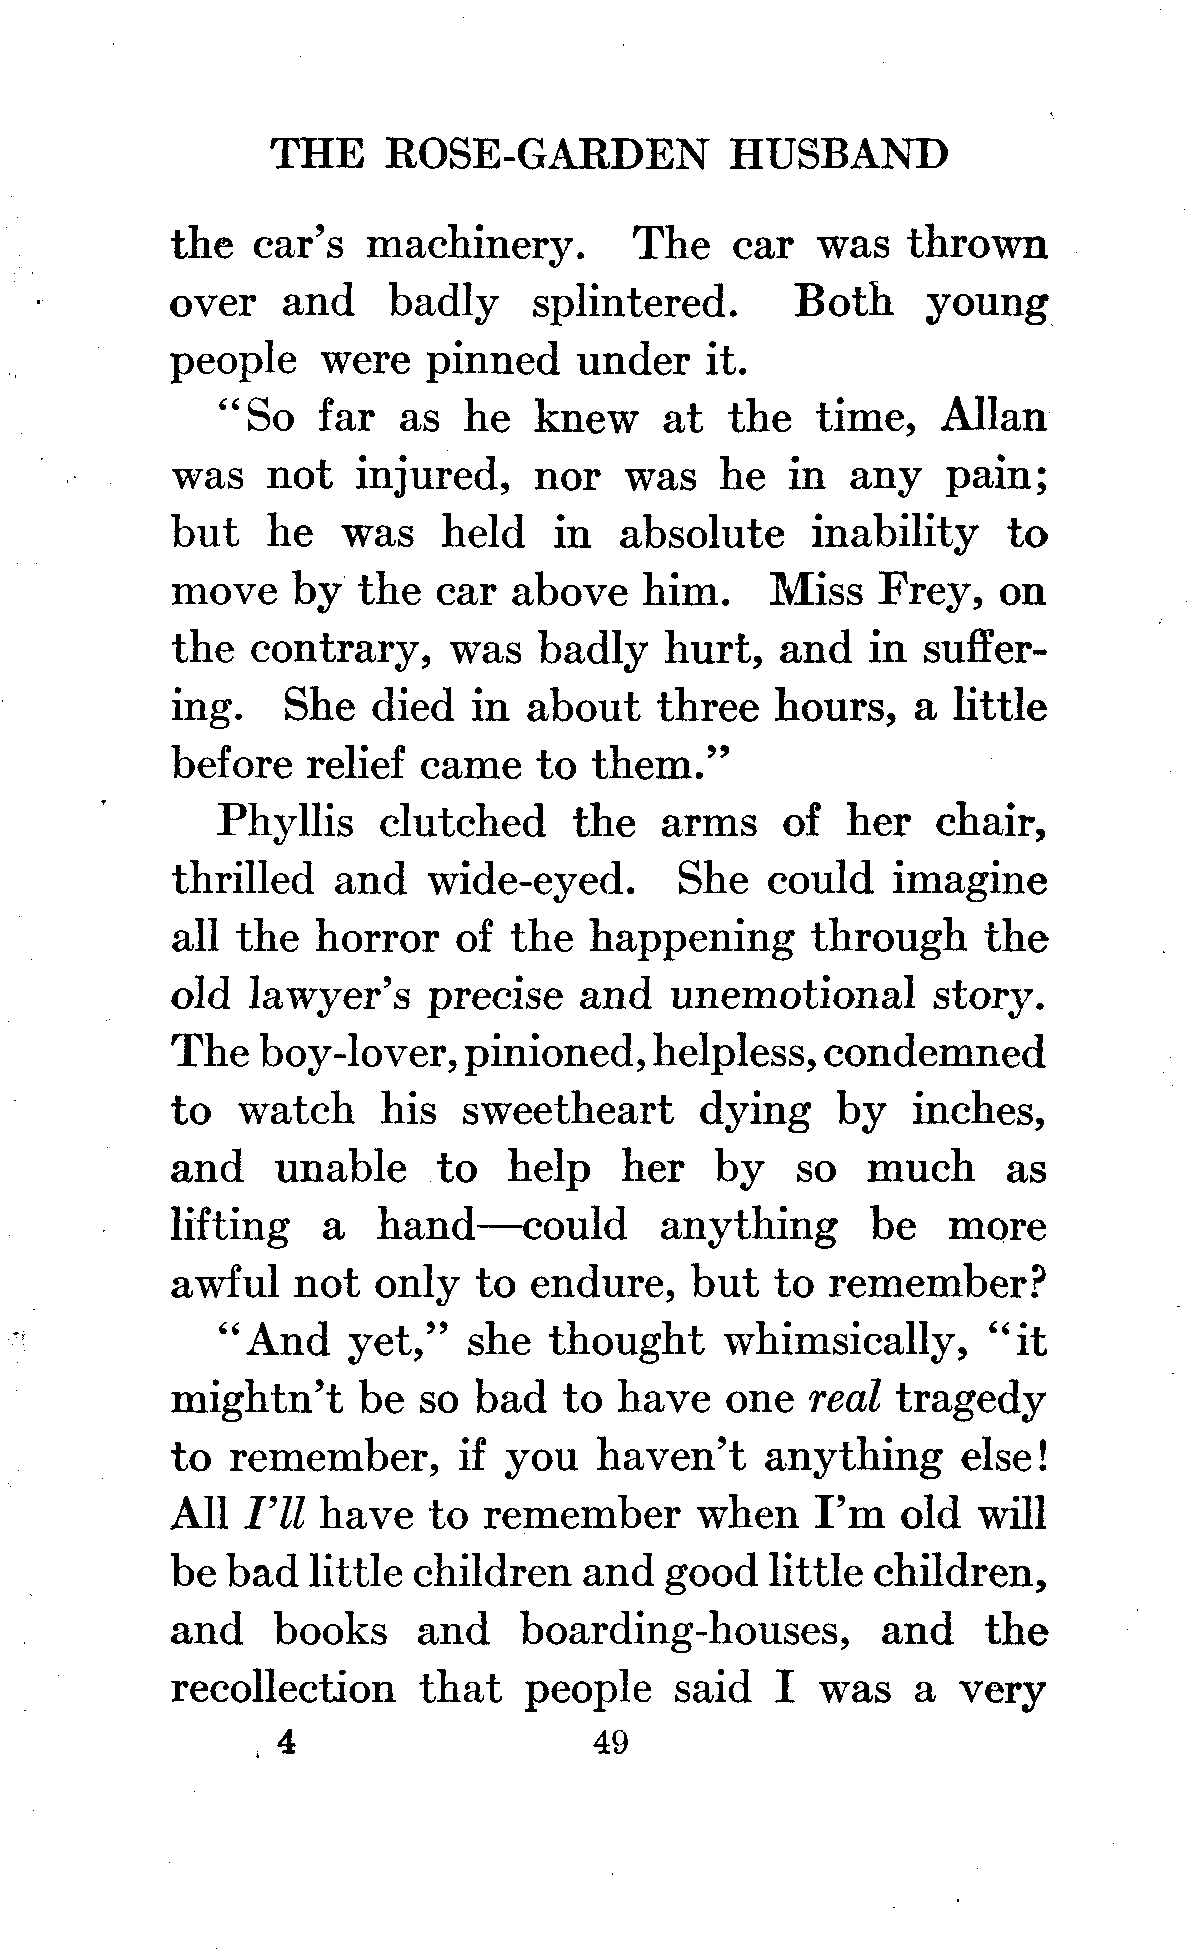 THE ROSE-GARDEN HUSBAND
the car's machinery. The car was thrown
over and badly splintered. Both young
people were pinned under it.
"So far as he knew at the time, Allan
was not injured, nor was he in any pain;
but he was held in absolute inability to
move by the car above him. Miss Frey, on
the contrary, was badly hurt, and in suffer-
ing. She died in about three hours, a little
before relief came to them."
Phyllis clutched the arms of her chair,
thrilled and wide-eyed. She could imagine
all the horror of the happening through the
old lawyer's precise and unemotional story.
The boy-lover, pinioned, helpless, condemned
to watch his sweetheart dying by inches,
and unable to help her by so much as
lifting a hand—could anything be more
awful not only to endure, but to remember?
"And yet," she thought whimsically, "it
mightn't be so bad to have one real tragedy
to remember, if you haven't anything else!
All I'll have to remember when I'm old will
be bad little children and good little children,
and books and boarding-houses, and the
recollection that people said I was a very
4 49